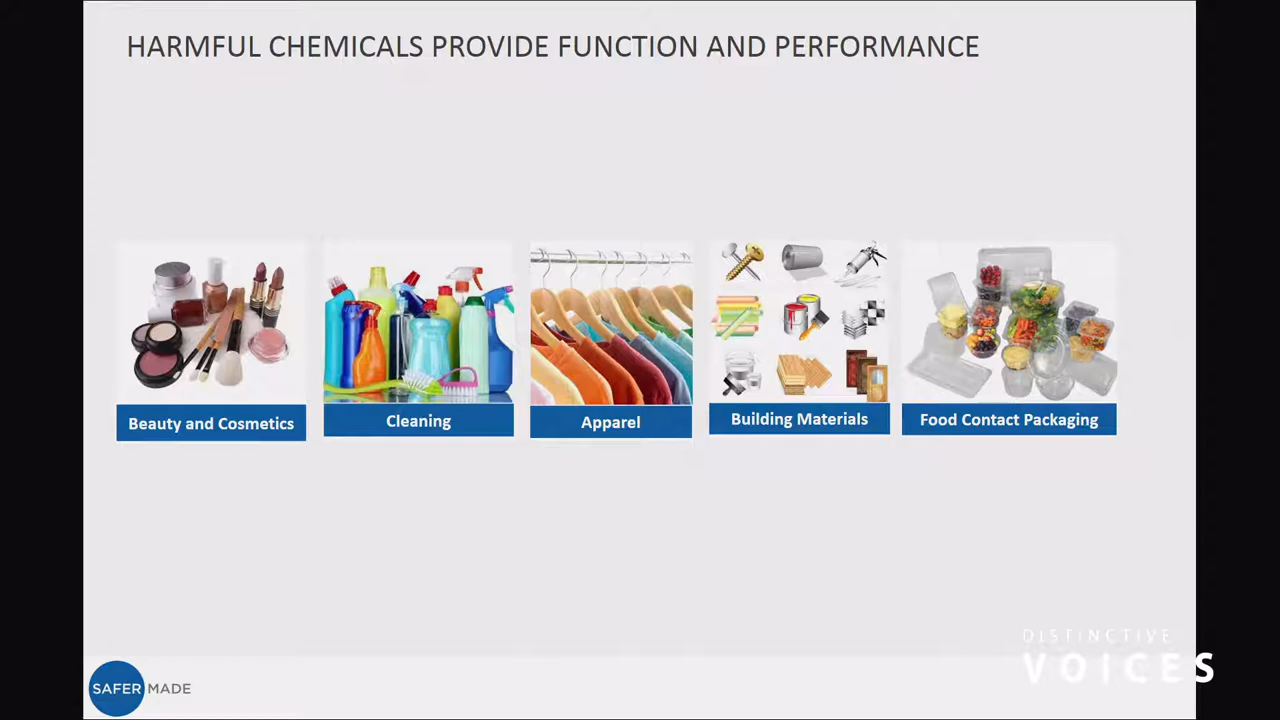 HARMFUL CHEMICALS PROVIDE FUNCTION AND PERFORMANCE
Beauty and Cosmetics
Cleaning
Apparel
Building Materials
Food Contact Packaging
DISTINCTIVE
VOICES
SAFER MADE